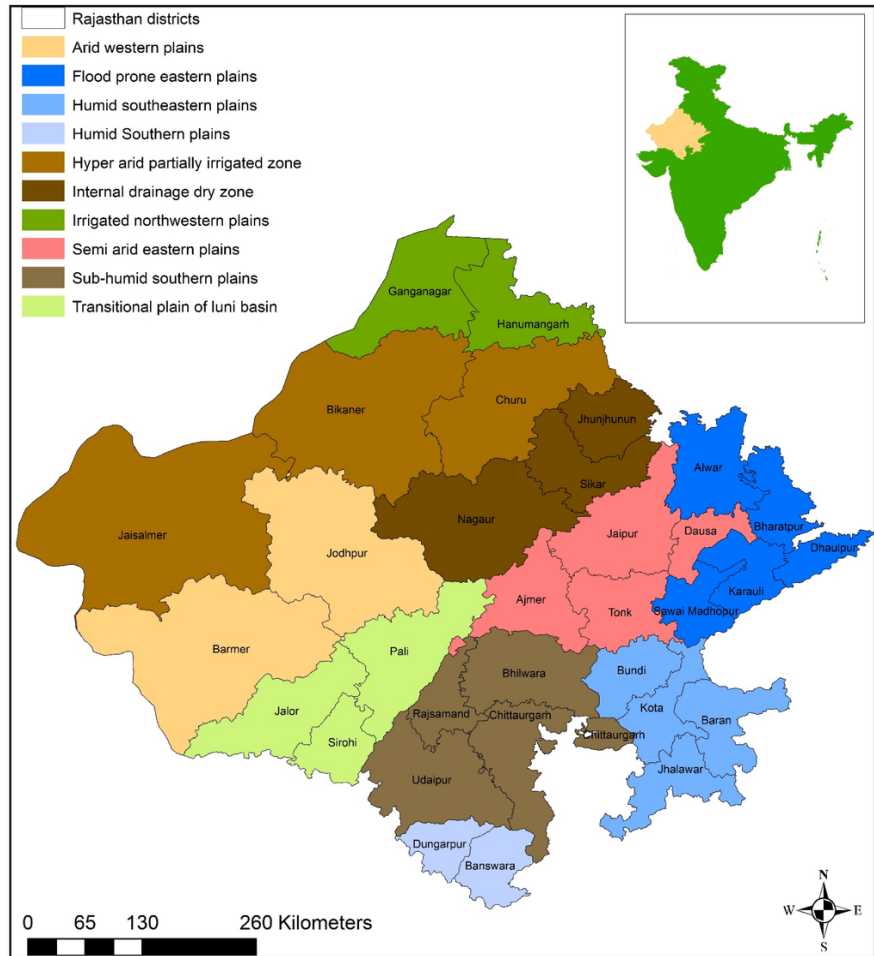 Rajasthan districts
Arid western plains
Flood prone eastern plains
Humid southeastern plains
Humid Southern plains
Hyper arid partially irrigated zone
Internal drainage dry zone
Irrigated northwestern plains
Semi arid eastern plains
Sub-humid southern plains
Transitional plain of luni basin
Ganganagar
Hanumangarh
Bikaner
Churu
Jhunjhunun
Sikar
Alwar
Nagaur
Jaipur
Dausa
Bharatpur
Dhaulpur
Jaisalmer
Jodhpur
Karauli
Ajmer
Tonk
Sawai Madhopur
Barmer
Pali
Bhilwara
Bundi
Jalor
Rajsamand
Chittaurgarh
Kota
Baran
Sirohi
Chittaurgarh
Jhalawar
Udaipur
Dungarpur
Banswara
N
W
E
S
0 65 130 260 Kilometers